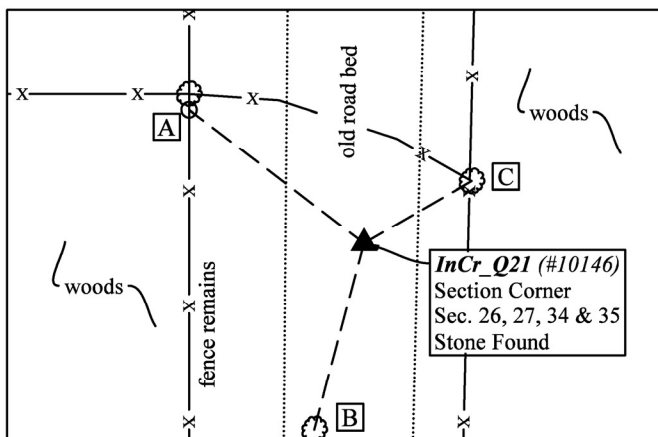 old road bed
A
woods
C
InCr_Q21 (#10146)
Section Corner
Sec. 26, 27, 34 & 35
Stone Found
woods
fence remains
B
X
X
X
X
X
X
X
X
X
X
X
X